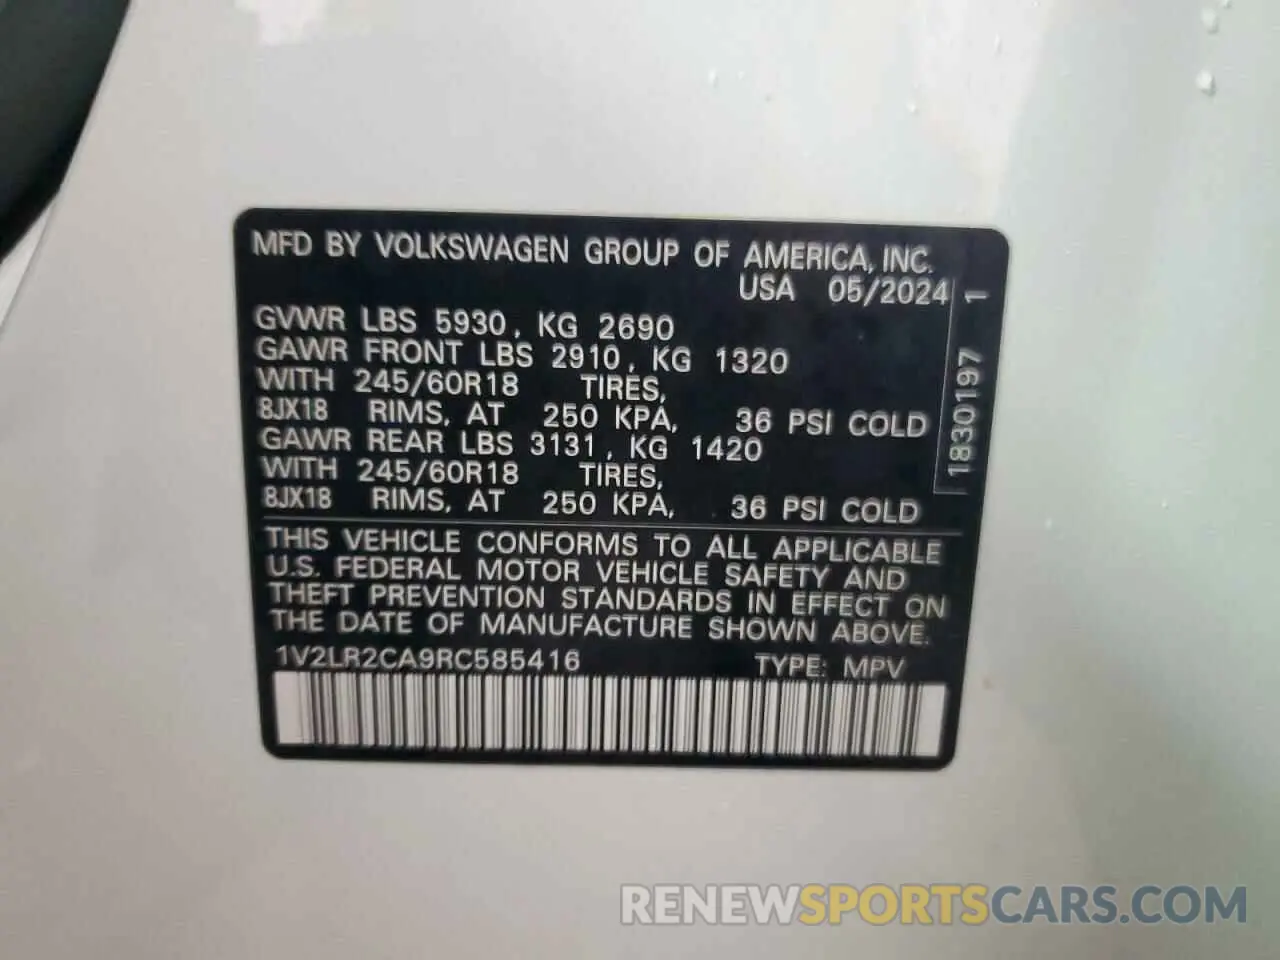 MFD BY VOLKSWAGEN GROUP OF AMERICA, INC.
USA 05/2024
GVWR LBS 5930, KG 2690
GAWR FRONT LBS 2910, KG 1320
WITH 245/60R18 TIRES,
8JX18 RIMS, AT 250 KPA, 36 PSI COLD
GAWR REAR LBS 3131, KG 1420
WITH 245/60R18 TIRES,
8JX18 RIMS, AT 250 KPA, 36 PSI COLD
1830197 1
THIS VEHICLE CONFORMS TO ALL APPLICABLE
U.S. FEDERAL MOTOR VEHICLE SAFETY AND
THEFT PREVENTION STANDARDS IN EFFECT ON
THE DATE OF MANUFACTURE SHOWN ABOVE.
1V2LR2CA9RC585416 TYPE: MPV
RENEWSPORTSCARS.COM